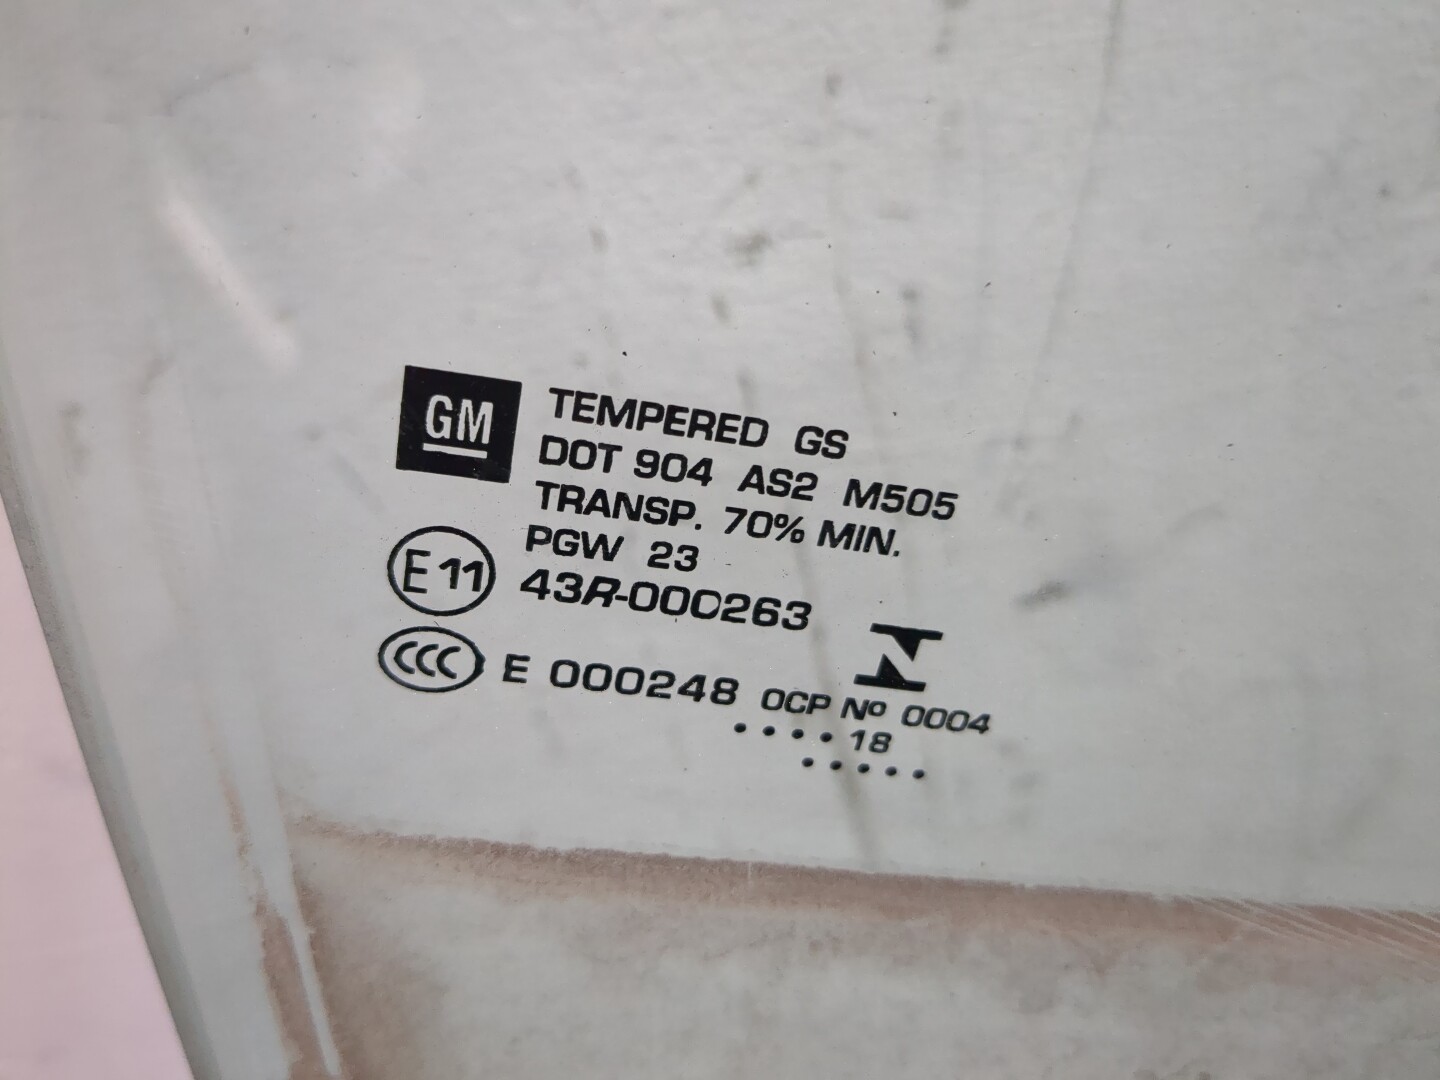 GM
TEMPERED GS
DOT 904 AS2 M505
TRANSP. 70% MIN.
PGW 23
E11 43R-000263
CCC E 000248 OCP Nº 0004
....18
.....